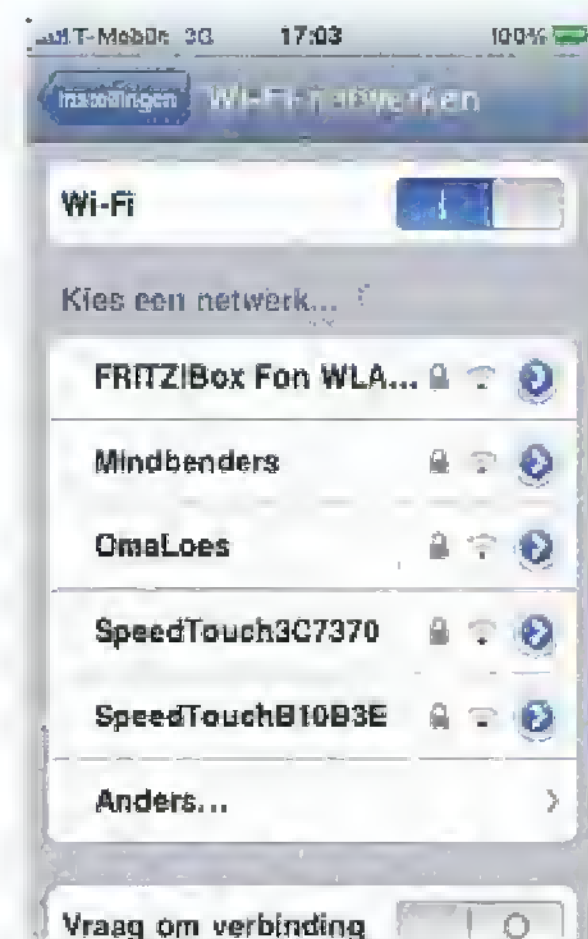 T-Mobile 3G 17:03 100%
Instellingen Wi-Fi-netwerken
Wi-Fi
Kies een netwerk...
FRITZ!Box Fon WLA...
Mindbenders
OmaLoes
SpeedTouch3C7370
SpeedTouchB10B3E
Anders...
Vraag om verbinding